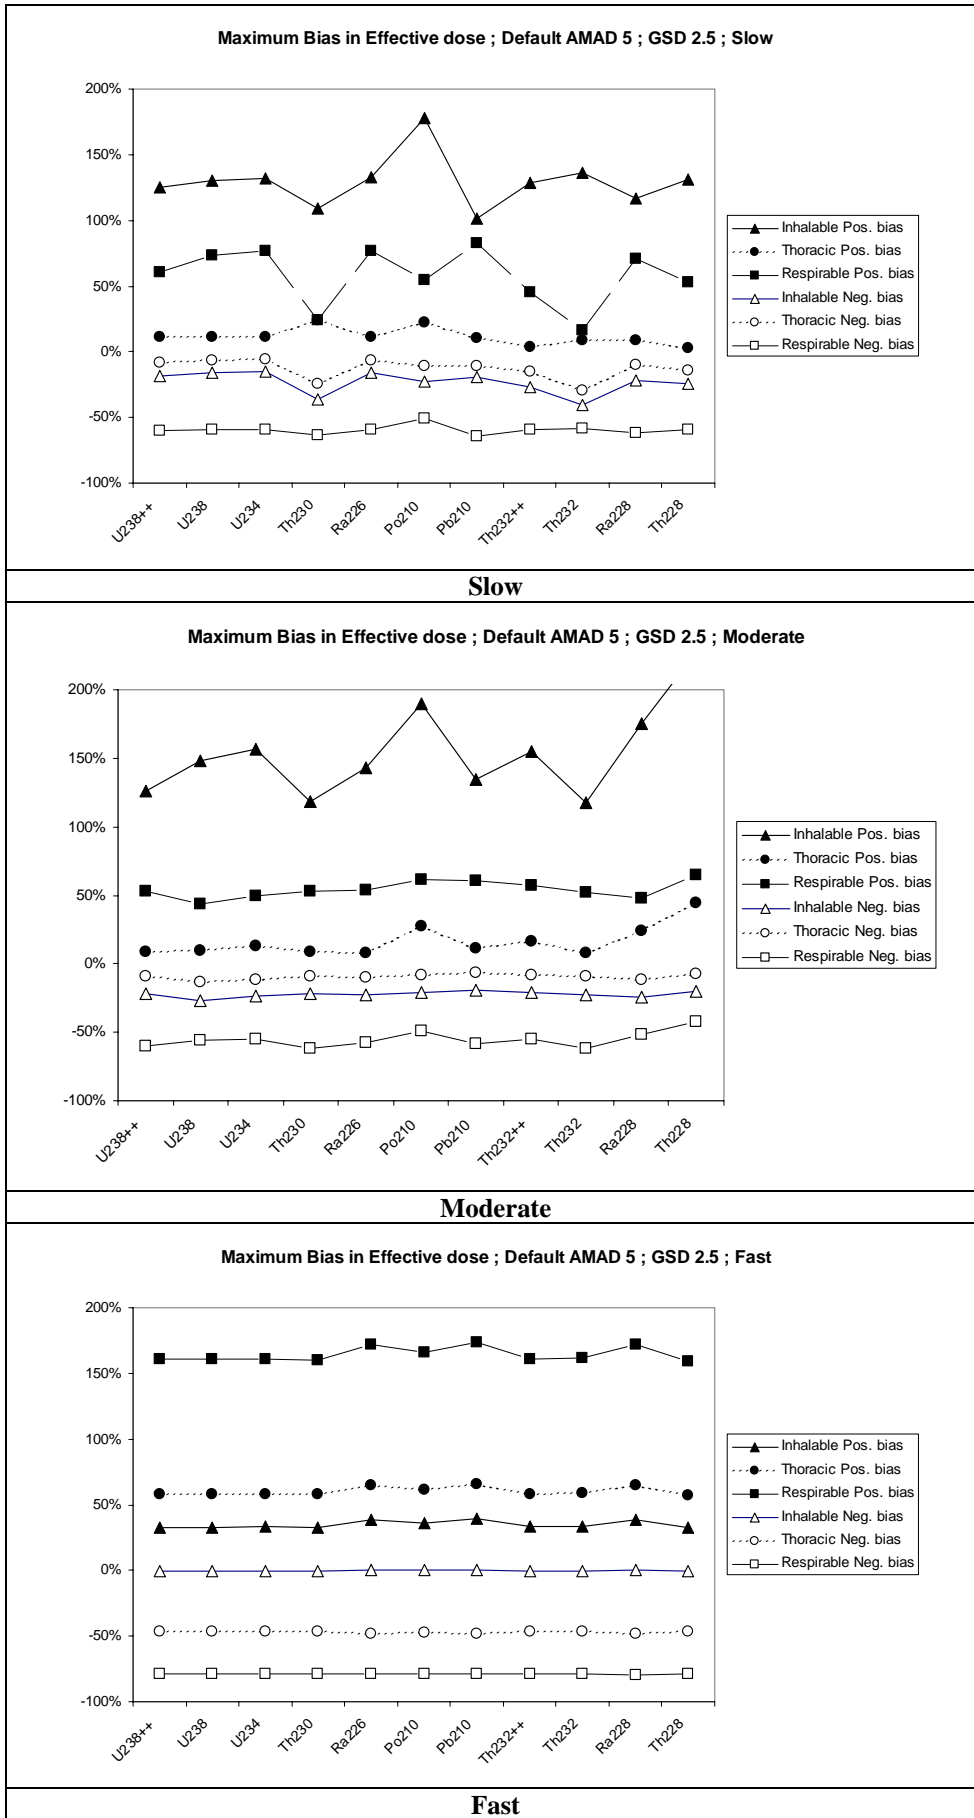 Maximum Bias in Effective dose ; Default AMAD 5 ; GSD 2.5 ; Slow
200%
150%
100%
50%
0%
-50%
-100%
U238++
U238
U234
Th230
Ra226
Po210
Pb210
Th232++
Th232
Ra228
Th228
Inhalable Pos. bias
Thoracic Pos. bias
Respirable Pos. bias
Inhalable Neg. bias
Thoracic Neg. bias
Respirable Neg. bias
Slow
Maximum Bias in Effective dose ; Default AMAD 5 ; GSD 2.5 ; Moderate
200%
150%
100%
50%
0%
-50%
-100%
U238++
U238
U234
Th230
Ra226
Po210
Pb210
Th232++
Th232
Ra228
Th228
Inhalable Pos. bias
Thoracic Pos. bias
Respirable Pos. bias
Inhalable Neg. bias
Thoracic Neg. bias
Respirable Neg. bias
Moderate
Maximum Bias in Effective dose ; Default AMAD 5 ; GSD 2.5 ; Fast
200%
150%
100%
50%
0%
-50%
-100%
U238++
U238
U234
Th230
Ra226
Po210
Pb210
Th232++
Th232
Ra228
Th228
Inhalable Pos. bias
Thoracic Pos. bias
Respirable Pos. bias
Inhalable Neg. bias
Thoracic Neg. bias
Respirable Neg. bias
Fast